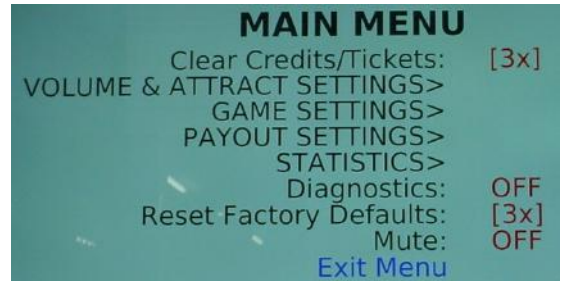 MAIN MENU
Clear Credits/Tickets: [3x]
VOLUME & ATTRACT SETTINGS>
GAME SETTINGS>
PAYOUT SETTINGS>
STATISTICS>
Diagnostics: OFF
Reset Factory Defaults: [3x]
Mute: OFF
Exit Menu